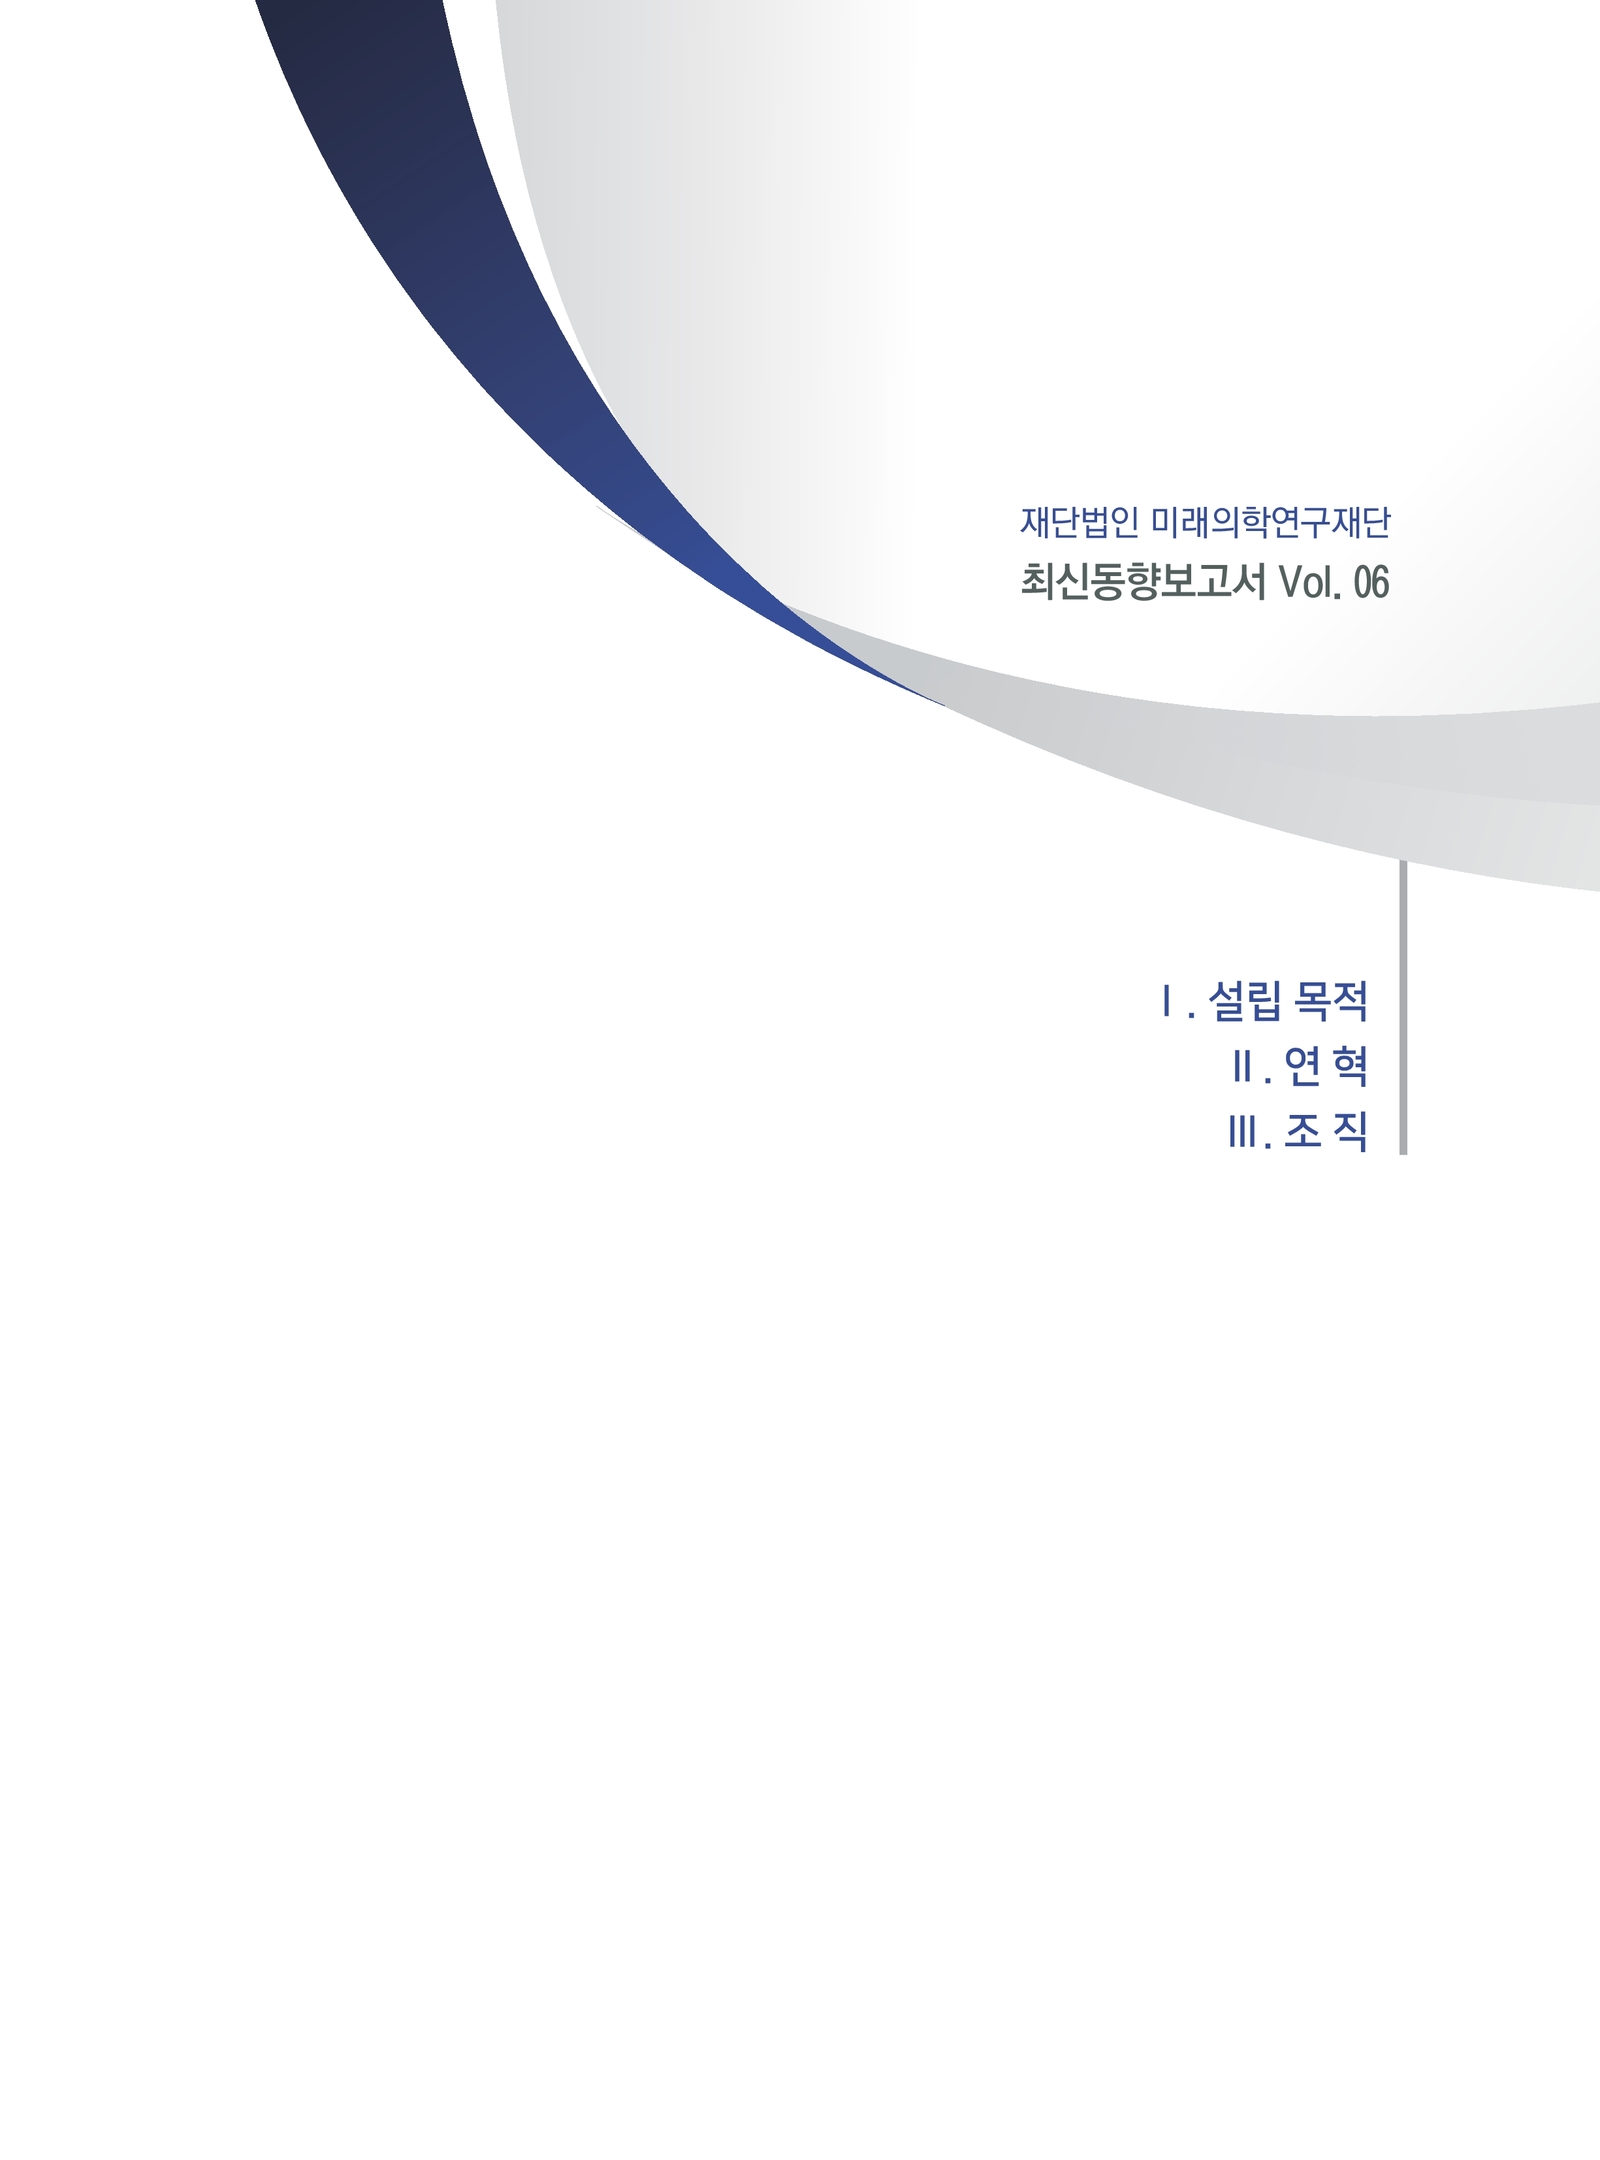 재단법인 미래의학연구재단
최신동향보고서 Vol. 06
Ⅰ. 설립 목적
Ⅱ. 연 혁
Ⅲ. 조 직